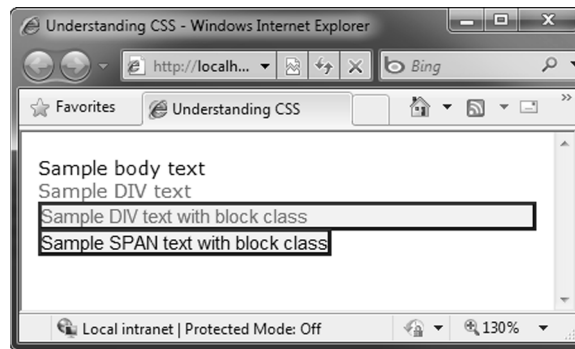 Understanding CSS - Windows Internet Explorer
http://localh...
Bing
Favorites
Understanding CSS
»
Sample body text
Sample DIV text
Sample DIV text with block class
Sample SPAN text with block class
Local intranet | Protected Mode: Off
130%